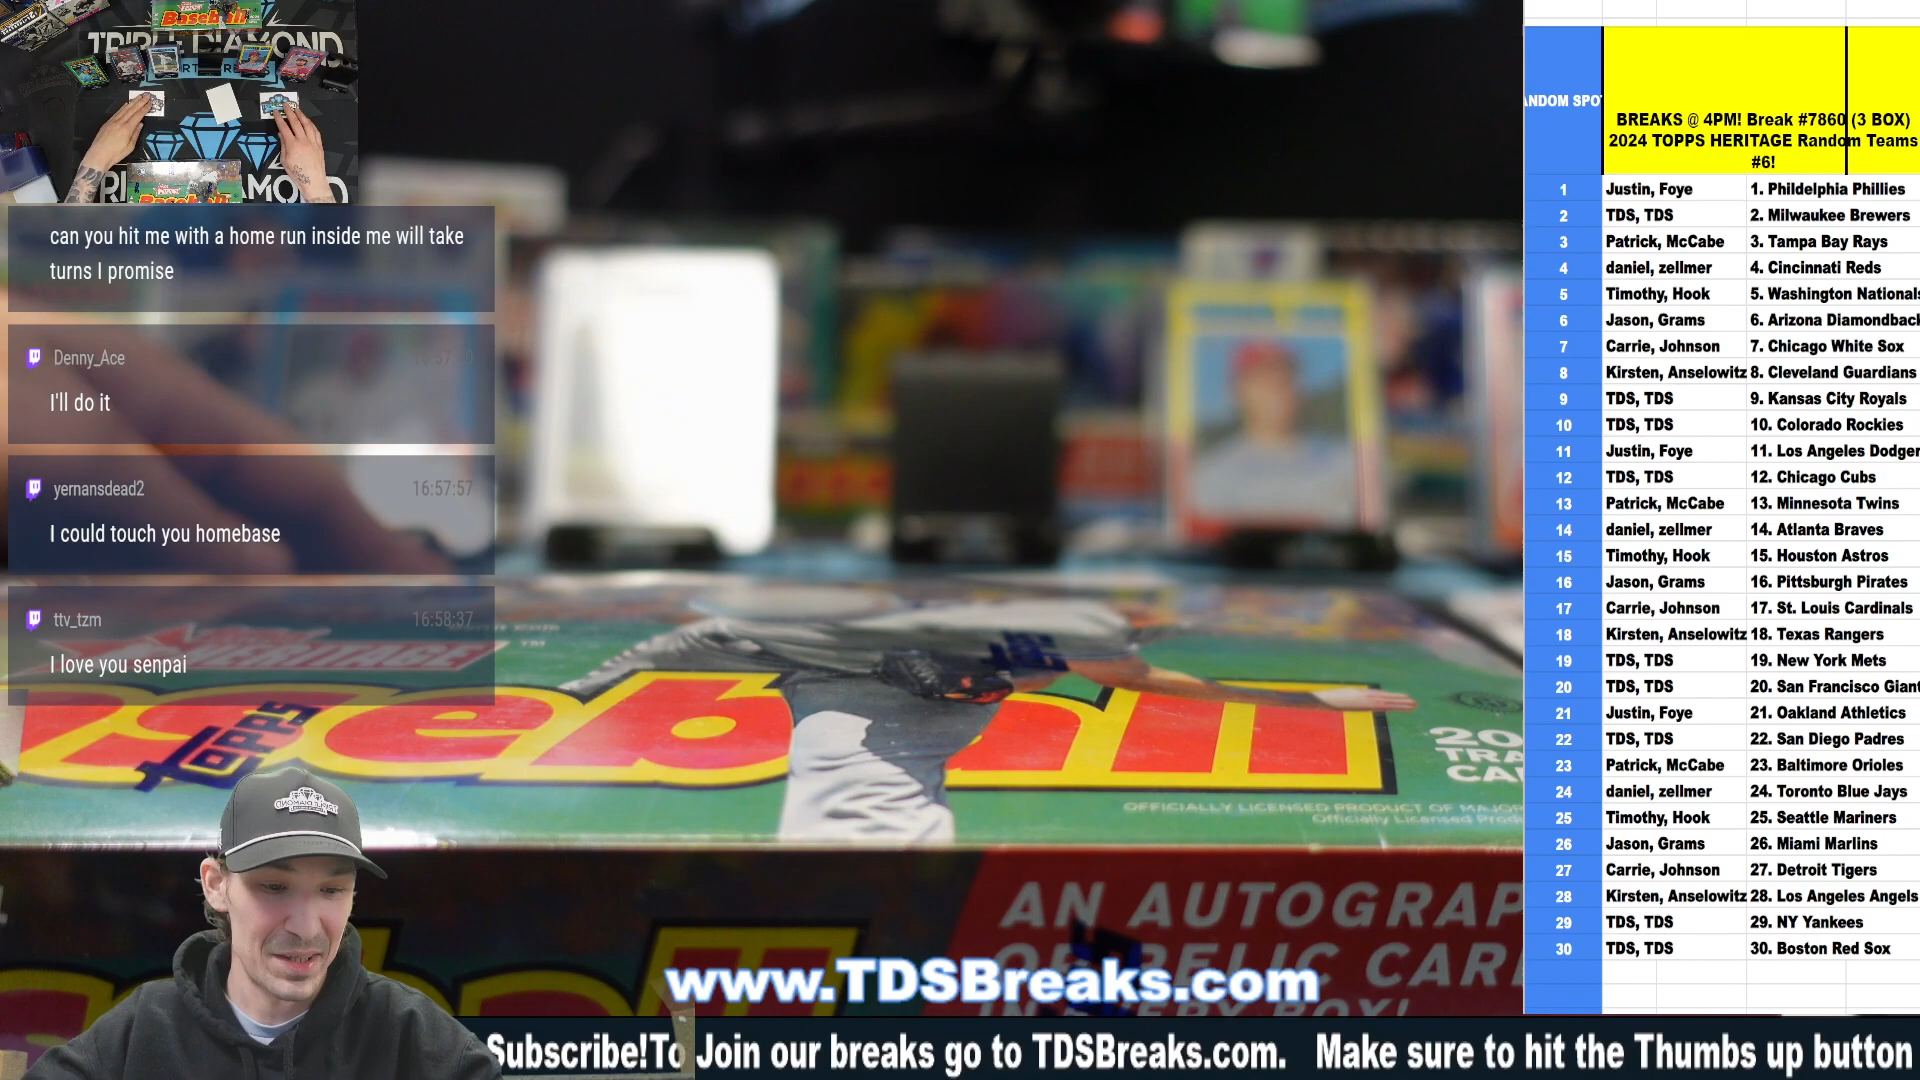 Baseball
TRIPLE DIAMOND
can you hit me with a home run inside me will take
turns I promise
Denny_Ace
I'll do it
yernansdead2 16:57:57
I could touch you homebase
ttv_tzm 16:58:37
I love you senpai
HERITAGE
Topps
OFFICIALLY LICENSED PRODUCT OF MAJOR
Officially Licensed
AN AUTOGRAP
OR RELIC CAR
IN EVERY BOX!
www.TDSBreaks.com
Subscribe!To Join our breaks go to TDSBreaks.com. Make sure to hit the Thumbs up button
ANDOM SPO
BREAKS @ 4PM! Break #7860 (3 BOX)
2024 TOPPS HERITAGE Random Teams
#6!
1 Justin, Foye 1. Phildelphia Phillies
2 TDS, TDS 2. Milwaukee Brewers
3 Patrick, McCabe 3. Tampa Bay Rays
4 daniel, zellmer 4. Cincinnati Reds
5 Timothy, Hook 5. Washington Nationals
6 Jason, Grams 6. Arizona Diamondback
7 Carrie, Johnson 7. Chicago White Sox
8 Kirsten, Anselowitz 8. Cleveland Guardians
9 TDS, TDS 9. Kansas City Royals
10 TDS, TDS 10. Colorado Rockies
11 Justin, Foye 11. Los Angeles Dodger
12 TDS, TDS 12. Chicago Cubs
13 Patrick, McCabe 13. Minnesota Twins
14 daniel, zellmer 14. Atlanta Braves
15 Timothy, Hook 15. Houston Astros
16 Jason, Grams 16. Pittsburgh Pirates
17 Carrie, Johnson 17. St. Louis Cardinals
18 Kirsten, Anselowitz 18. Texas Rangers
19 TDS, TDS 19. New York Mets
20 TDS, TDS 20. San Francisco Giant
21 Justin, Foye 21. Oakland Athletics
22 TDS, TDS 22. San Diego Padres
23 Patrick, McCabe 23. Baltimore Orioles
24 daniel, zellmer 24. Toronto Blue Jays
25 Timothy, Hook 25. Seattle Mariners
26 Jason, Grams 26. Miami Marlins
27 Carrie, Johnson 27. Detroit Tigers
28 Kirsten, Anselowitz 28. Los Angeles Angels
29 TDS, TDS 29. NY Yankees
30 TDS, TDS 30. Boston Red Sox